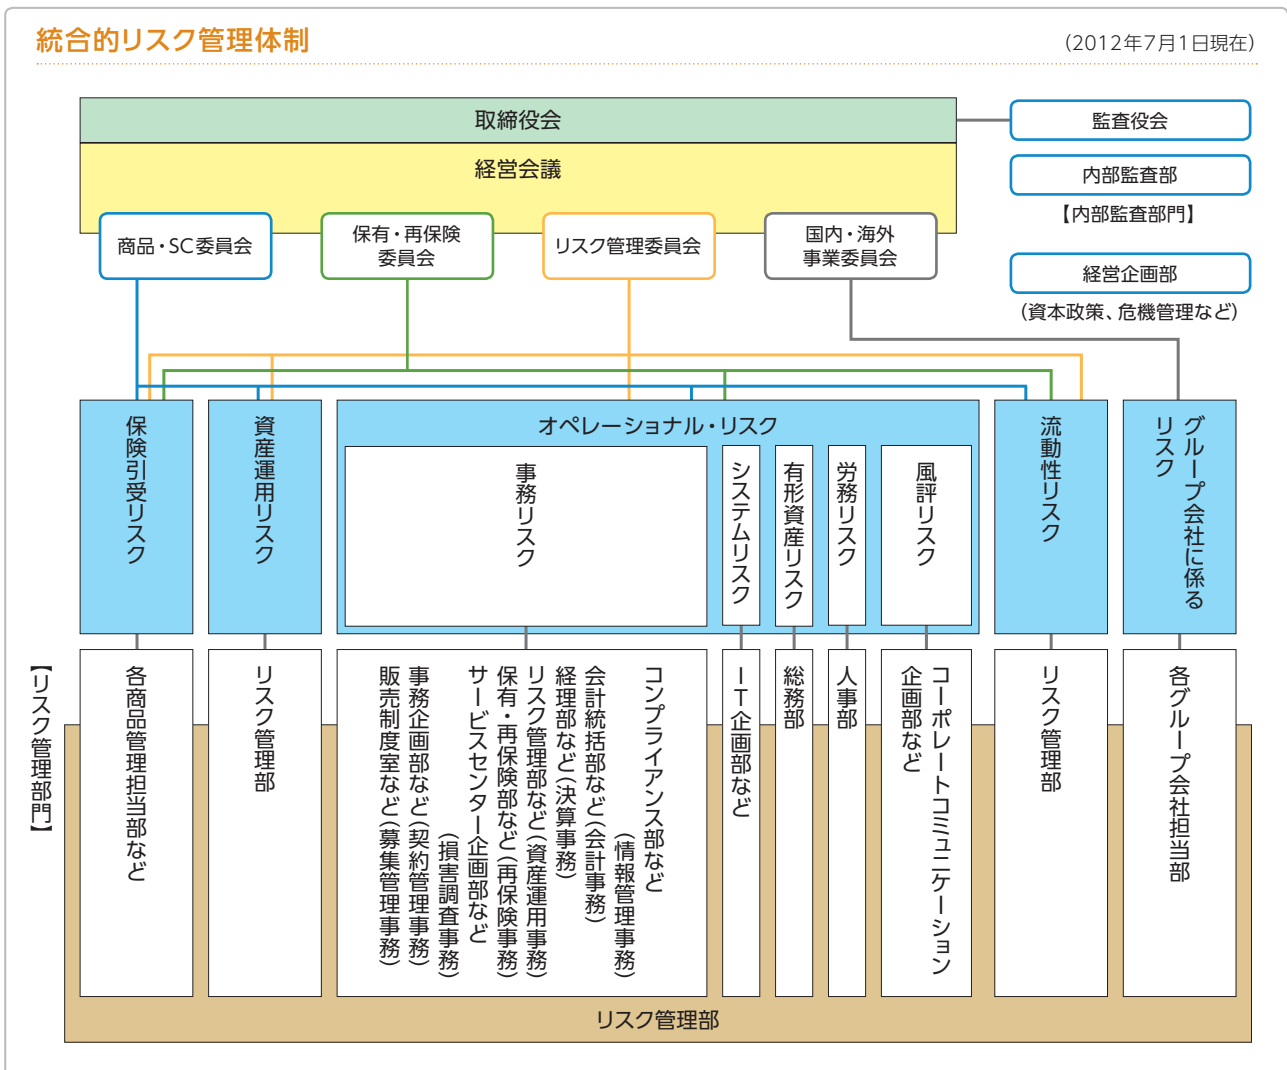 統合的リスク管理体制
(2012年7月1日現在)
取締役会
監査役会
経営会議
内部監査部
【内部監査部門】
商品・SC委員会
保有・再保険
委員会
リスク管理委員会
国内・海外
事業委員会
経営企画部
(資本政策、危機管理など)
保険引受リスク
資産運用リスク
オペレーショナル・リスク
事務リスク
システムリスク
有形資産リスク
労務リスク
風評リスク
流動性リスク
グループ会社に係る
リスク
【リスク管理部門】
各商品管理担当部など
リスク管理部
コンプライアンス部など
(情報管理事務)
会計統括部など(会計事務)
経理部など(決算事務)
リスク管理部など(資産運用事務)
保有・再保険部など(再保険事務)
サービスセンター企画部など
(損害調査事務)
事務企画部など(契約管理事務)
販売制度室など(募集管理事務)
IT企画部など
総務部
人事部
コーポレートコミュニケーション
企画部など
リスク管理部
各グループ会社担当部
リスク管理部